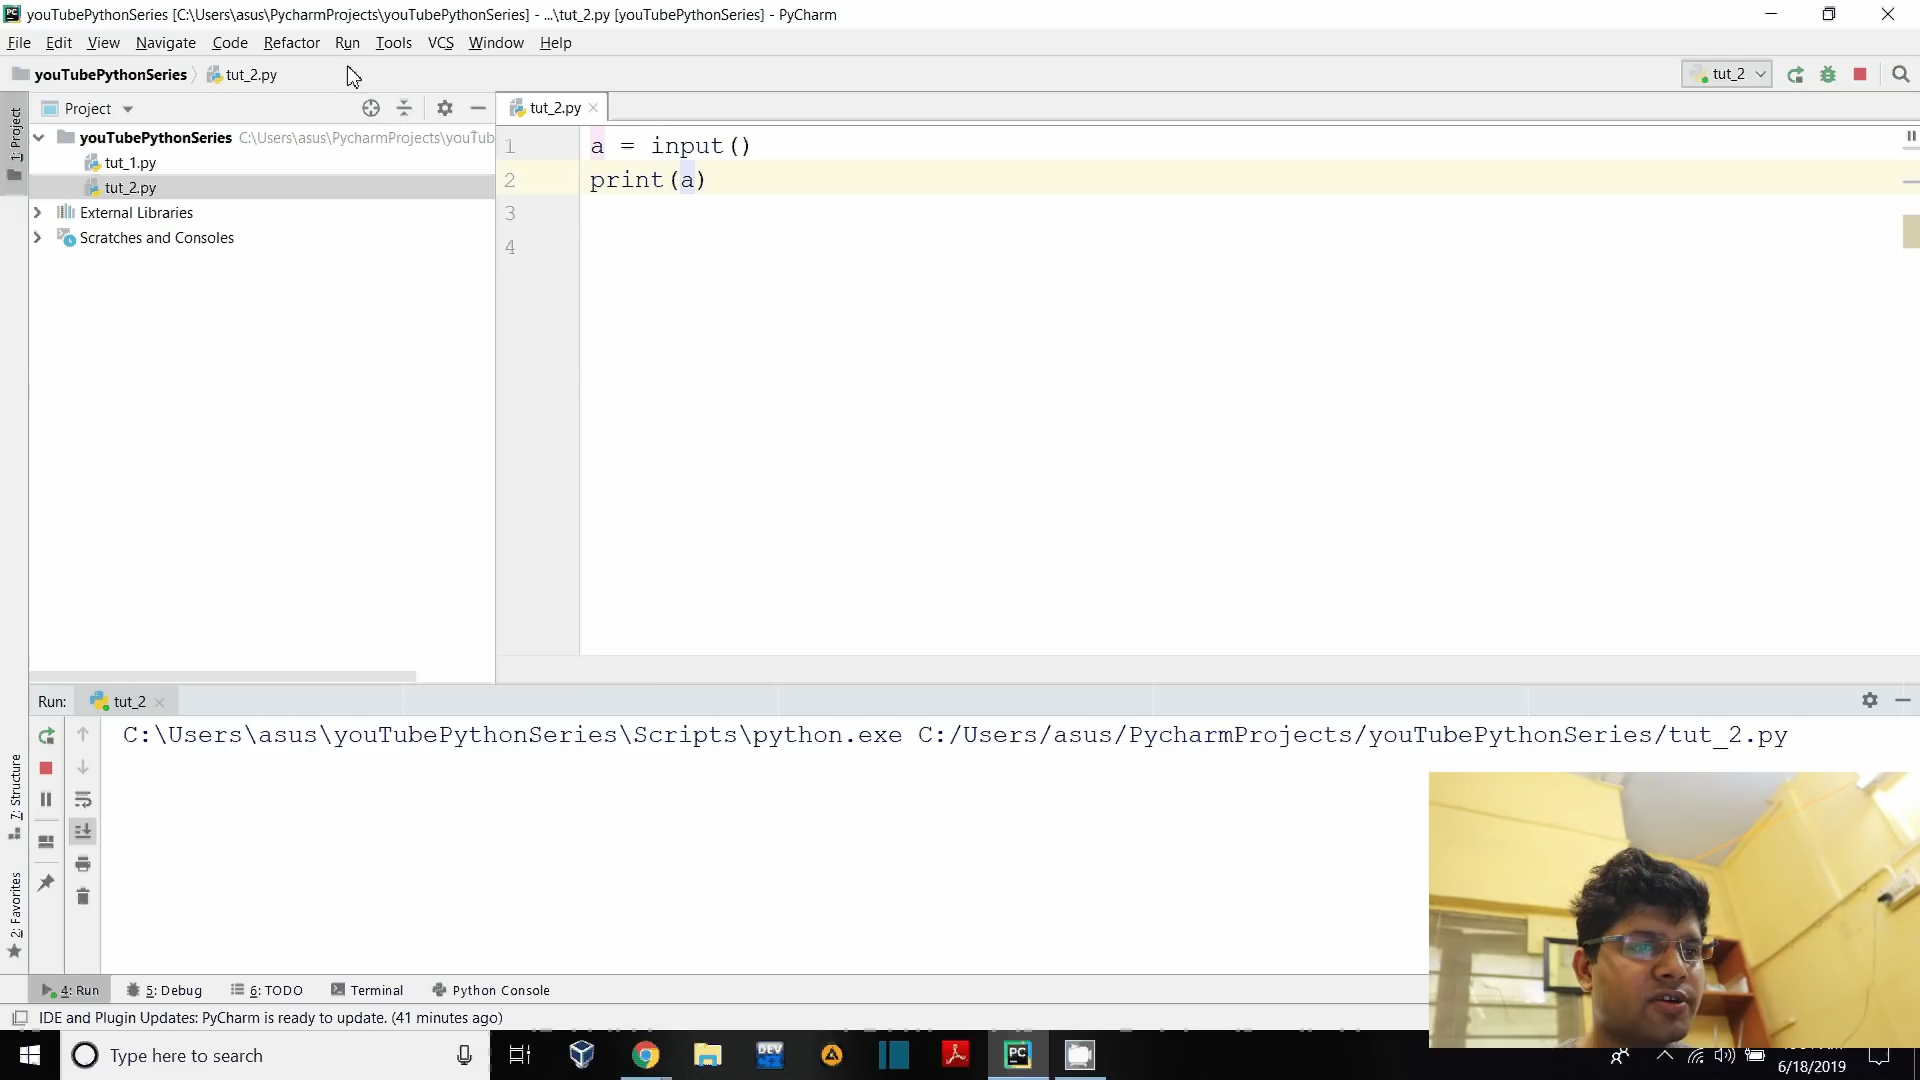 youTubePythonSeries [C:\Users\asus\PycharmProjects\youTubePythonSeries] - ...\tut_2.py [youTubePythonSeries] - PyCharm
File Edit View Navigate Code Refactor Run Tools VCS Window Help
youTubePythonSeries tut_2.py
tut_2
1: Project
Project
tut_2.py
youTubePythonSeries C:\Users\asus\PycharmProjects\youTub
tut_1.py
tut_2.py
External Libraries
Scratches and Consoles
1 a = input()
2 print(a)
3
4
Run: tut_2
C:\Users\asus\youTubePythonSeries\Scripts\python.exe C:/Users/asus/PycharmProjects/youTubePythonSeries/tut_2.py
7: Structure
2: Favorites
4: Run 5: Debug 6: TODO Terminal Python Console
IDE and Plugin Updates: PyCharm is ready to update. (41 minutes ago)
Type here to search
DEV
PC
6/18/2019